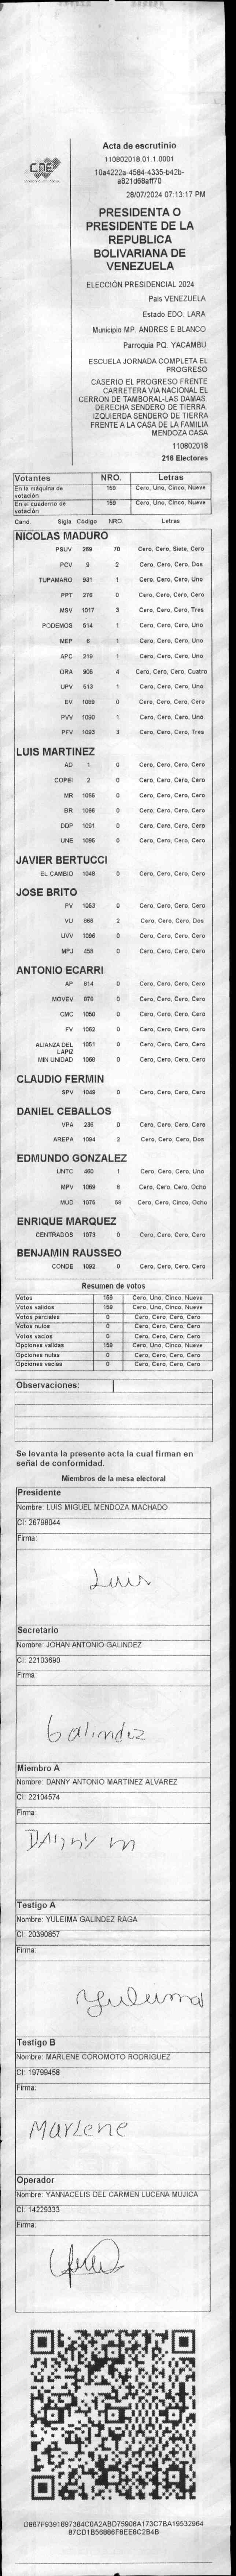 CNE
Acta de escrutinio
110802018.01.1.0001
10a4222a-4584-4335-b42b-
a821d68aff70
28/07/2024 07:13:17 PM
PRESIDENTA O
PRESIDENTE DE LA
REPUBLICA
BOLIVARIANA DE
VENEZUELA
ELECCIÓN PRESIDENCIAL 2024
Pais VENEZUELA
Estado EDO. LARA
Municipio MP. ANDRES E BLANCO
Parroquia PQ. YACAMBU
ESCUELA JORNADA COMPLETA EL
PROGRESO
CASERIO EL PROGRESO FRENTE
CARRETERA VIA NACIONAL EL
CERRON DE TAMBORAL-LAS DAMAS.
DERECHA SENDERO DE TIERRA.
IZQUIERDA SENDERO DE TIERRA
FRENTE A LA CASA DE LA FAMILIA
MENDOZA CASA
110802018
216 Electores
Votantes NRO. Letras
En la máquina de votación 159 Cero, Uno, Cinco, Nueve
En el cuaderno de votación 159 Cero, Uno, Cinco, Nueve
Cand. Sigla Código NRO. Letras
NICOLAS MADURO
PSUV 269 70 Cero, Cero, Siete, Cero
PCV 9 2 Cero, Cero, Cero, Dos
TUPAMARO 931 1 Cero, Cero, Cero, Uno
PPT 276 0 Cero, Cero, Cero, Cero
MSV 1017 3 Cero, Cero, Cero, Tres
PODEMOS 514 1 Cero, Cero, Cero, Uno
MEP 6 1 Cero, Cero, Cero, Uno
APC 219 1 Cero, Cero, Cero, Uno
ORA 906 4 Cero, Cero, Cero, Cuatro
UPV 513 1 Cero, Cero, Cero, Uno
EV 1089 0 Cero, Cero, Cero, Cero
PVV 1090 1 Cero, Cero, Cero, Uno
PFV 1093 3 Cero, Cero, Cero, Tres
LUIS MARTINEZ
AD 1 0 Cero, Cero, Cero, Cero
COPEI 2 0 Cero, Cero, Cero, Cero
MR 1065 0 Cero, Cero, Cero, Cero
BR 1066 0 Cero, Cero, Cero, Cero
DDP 1091 0 Cero, Cero, Cero, Cero
UNE 1095 0 Cero, Cero, Cero, Cero
JAVIER BERTUCCI
EL CAMBIO 1048 0 Cero, Cero, Cero, Cero
JOSE BRITO
PV 1053 0 Cero, Cero, Cero, Cero
VU 868 2 Cero, Cero, Cero, Dos
UVV 1096 0 Cero, Cero, Cero, Cero
MPJ 458 0 Cero, Cero, Cero, Cero
ANTONIO ECARRI
AP 614 0 Cero, Cero, Cero, Cero
MOVEV 876 0 Cero, Cero, Cero, Cero
CMC 1050 0 Cero, Cero, Cero, Cero
FV 1062 0 Cero, Cero, Cero, Cero
ALIANZA DEL LAPIZ 1051 0 Cero, Cero, Cero, Cero
MIN UNIDAD 1068 0 Cero, Cero, Cero, Cero
CLAUDIO FERMIN
SPV 1049 0 Cero, Cero, Cero, Cero
DANIEL CEBALLOS
VPA 236 0 Cero, Cero, Cero, Cero
AREPA 1094 2 Cero, Cero, Cero, Dos
EDMUNDO GONZALEZ
UNTC 460 1 Cero, Cero, Cero, Uno
MPV 1069 8 Cero, Cero, Cero, Ocho
MUD 1075 58 Cero, Cero, Cinco, Ocho
ENRIQUE MARQUEZ
CENTRADOS 1073 0 Cero, Cero, Cero, Cero
BENJAMIN RAUSSEO
CONDE 1092 0 Cero, Cero, Cero, Cero
Resumen de votos
Votos 159 Cero, Uno, Cinco, Nueve
Votos validos 159 Cero, Uno, Cinco, Nueve
Votos parciales 0 Cero, Cero, Cero, Cero
Votos nulos 0 Cero, Cero, Cero, Cero
Votos vacios 0 Cero, Cero, Cero, Cero
Opciones validas 159 Cero, Uno, Cinco, Nueve
Opciones nulas 0 Cero, Cero, Cero, Cero
Opciones vacias 0 Cero, Cero, Cero, Cero
Observaciones:
Se levanta la presente acta la cual firman en
señal de conformidad.
Miembros de la mesa electoral
Presidente
Nombre: LUIS MIGUEL MENDOZA MACHADO
CI: 26798044
Firma:
Luis
Secretario
Nombre: JOHAN ANTONIO GALINDEZ
CI: 22103690
Firma:
Galindez
Miembro A
Nombre: DANNY ANTONIO MARTINEZ ALVAREZ
CI: 22104574
Firma:
DANNY M
Testigo A
Nombre: YULEIMA GALINDEZ RAGA
CI: 20390857
Firma:
Yuleima
Testigo B
Nombre: MARLENE COROMOTO RODRIGUEZ
CI: 19799458
Firma:
Marlene
Operador
Nombre: YANNACELIS DEL CARMEN LUCENA MUJICA
CI: 14229333
Firma:
D867F9391897384C0A2ABD75908A173C7BA19532964
87CD1B56886F8EE8C2B4B